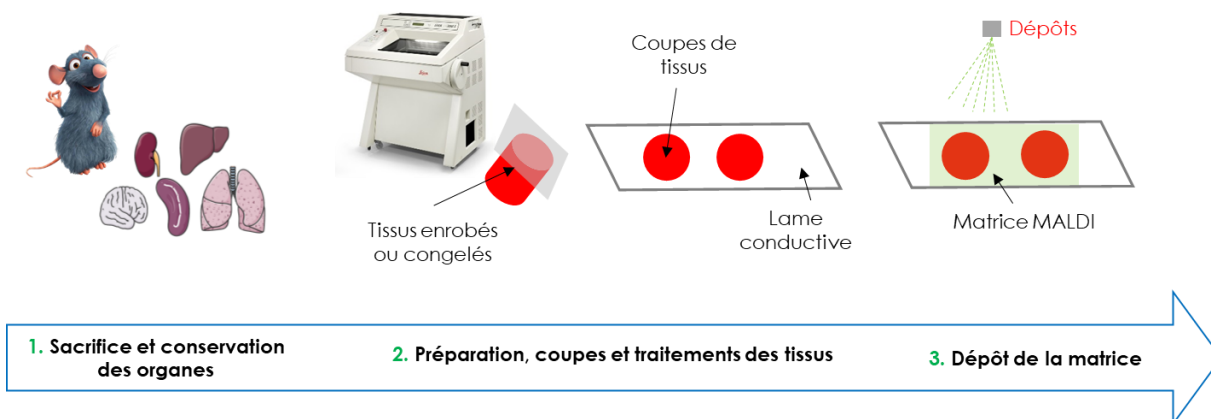 Coupes de
tissus
Dépôts
Tissus enrobés
ou congelés
Lame
conductive
Matrice MALDI
1. Sacrifice et conservation
des organes
2. Préparation, coupes et traitements des tissus
3. Dépôt de la matrice